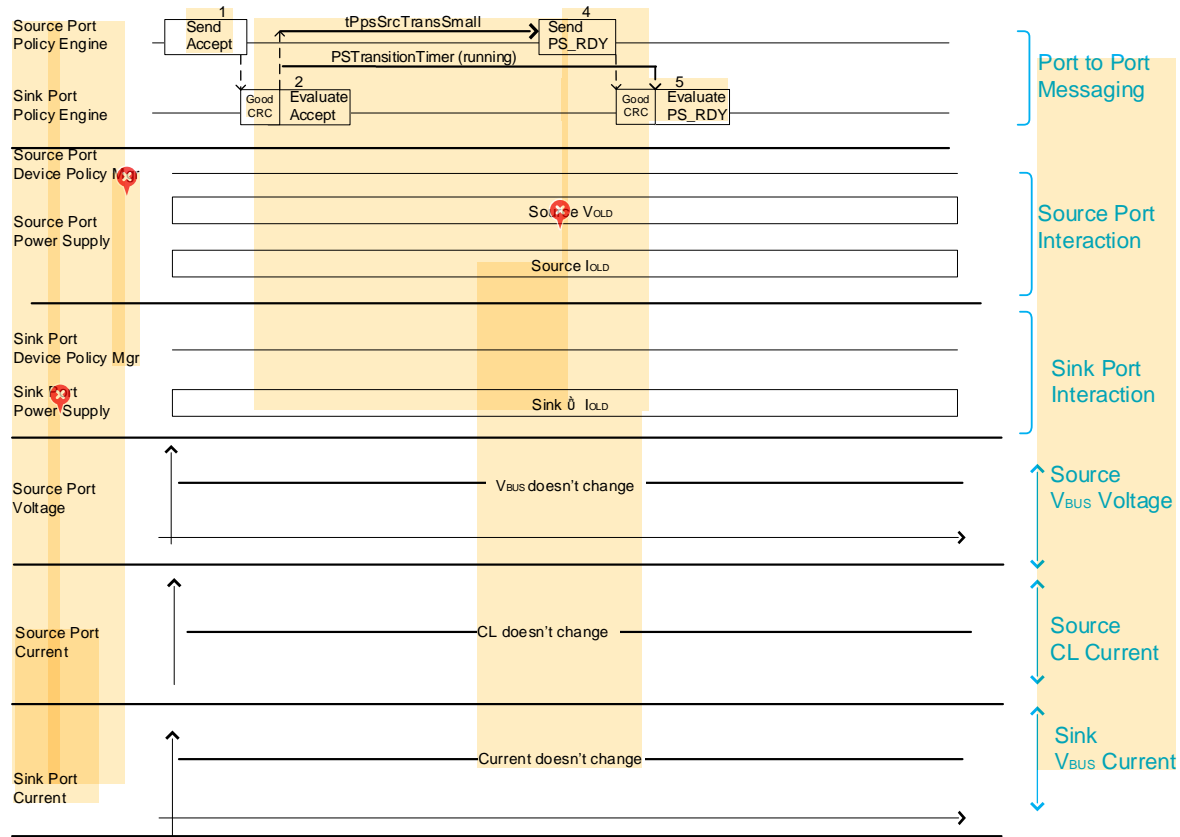 Source Port
Policy Engine
1
Send
Accept
tPpsSrcTransSmall
4
Send
PS_RDY
PSTransitionTimer (running)
Sink Port
Policy Engine
Good
CRC
2
Evaluate
Accept
Good
CRC
5
Evaluate
PS_RDY
Port to Port
Messaging
Source Port
Device Policy Mgr
Source Port
Power Supply
Source VOLD
Source IOLD
Source Port
Interaction
Sink Port
Device Policy Mgr
Sink Port
Power Supply
Sink IOLD
Sink Port
Interaction
Source Port
Voltage
VBUS doesn't change
Source
VBUS Voltage
Source Port
Current
CL doesn't change
Source
CL Current
Sink Port
Current
Current doesn't change
Sink
VBUS Current